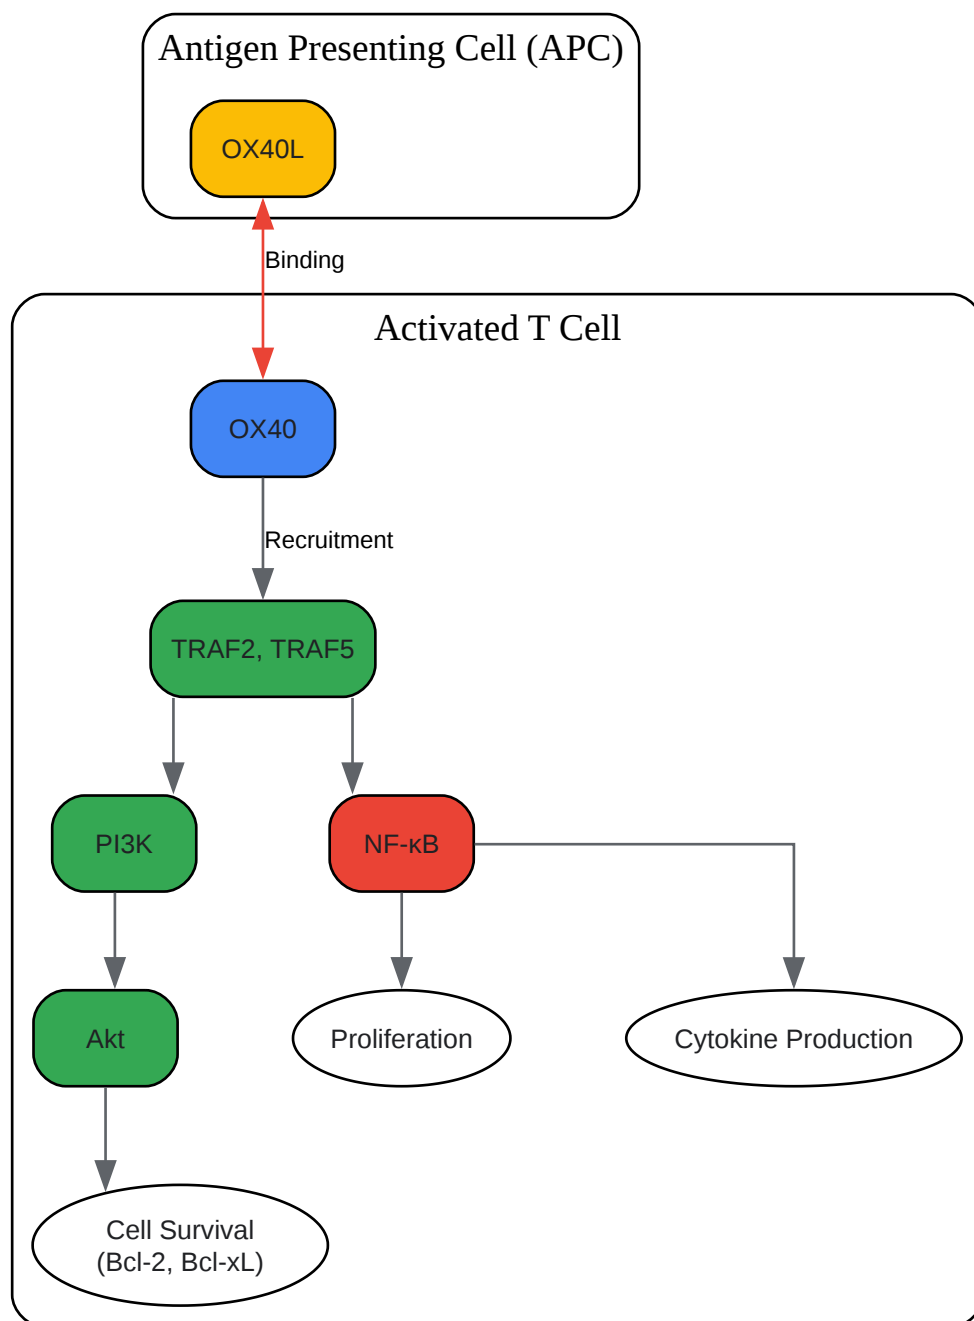 Antigen Presenting Cell (APC)
OX40L
Binding
Activated T Cell
OX40
Recruitment
TRAF2, TRAF5
PI3K
NF-κB
Akt
Proliferation
Cytokine Production
Cell Survival
(Bcl-2, Bcl-xL)